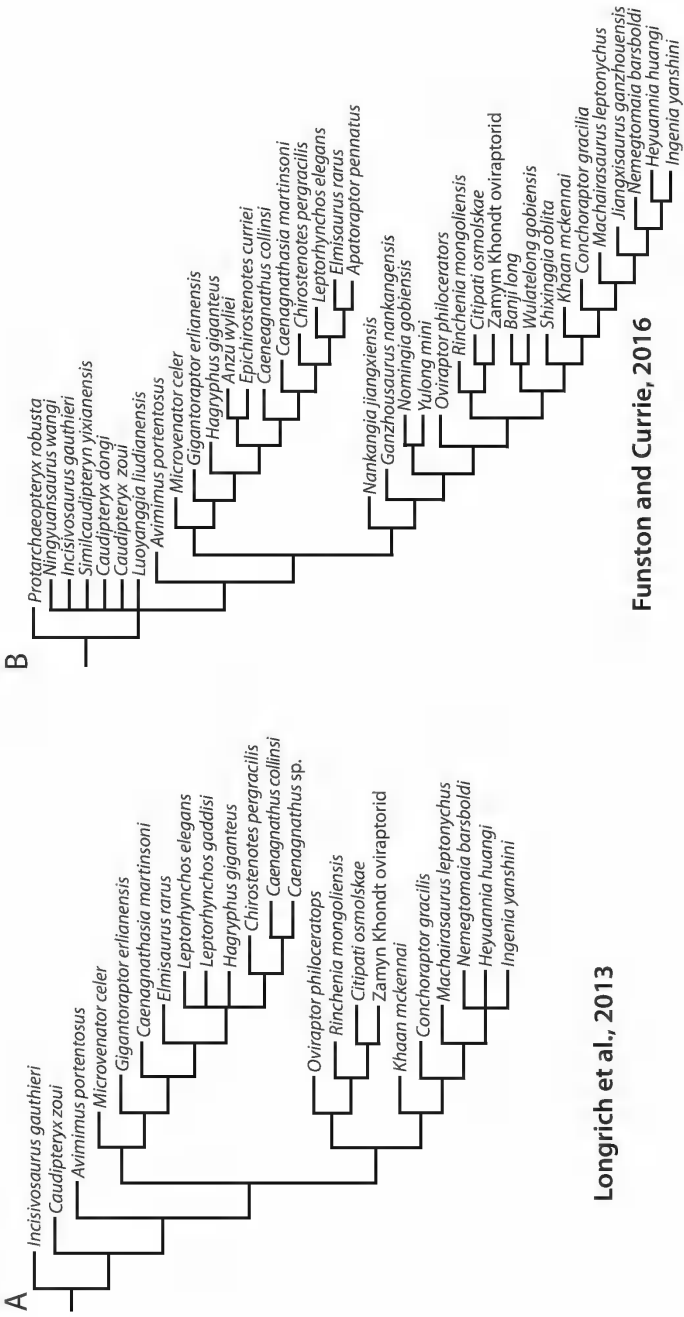 A
Incisivosaurus gauthieri
Caudipteryx zoui
Avimimus portentosus
Microvenator celer
Gigantoraptor erlianensis
Caenagnathasia martinsoni
Elmisaurus rarus
Leptorhynchos elegans
Leptorhynchos gaddisi
Hagryphus giganteus
Chirostenotes pergracilis
Caenagnathus collinsi
Caenagnathus sp.
Oviraptor philoceratops
Rinchenia mongoliensis
Citipati osmolskae
Zamyn Khondt oviraptorid
Khaan mckennai
Conchoraptor gracilis
Machairasaurus leptonychus
Nemegtomaia barsboldi
Heyuannia huangi
Ingenia yanshini
Longrich et al., 2013
B
Protarchaeopteryx robusta
Ningyuansaurus wangi
Incisivosaurus gauthieri
Similcaudipteryn yixianensis
Caudipteryx dongi
Caudipteryx zoui
Luoyanggia liudianensis
Avimimus portentosus
Microvenator celer
Gigantoraptor erlianensis
Hagryphus giganteus
Anzu wyliei
Epichirostenotes curriei
Caeneagnathus collinsi
Caenagnathasia martinsoni
Chirostenotes pergracilis
Leptorhynchos elegans
Elmisaurus rarus
Apatoraptor pennatus
Nankangia jiangxiensis
Ganzhousaurus nankangensis
Nomingia gobiensis
Yulong mini
Oviraptor philocerators
Rinchenia mongoliensis
Citipati osmolskae
Zamym Khondt oviraptorid
Banji long
Wulatelong gobiensis
Shixinggia oblita
Khaan mckennai
Conchoraptor gracilia
Machairasaurus leptonychus
Jiangxisaurus ganzhouensis
Nemegtomaia barsboldi
Heyuannia huangi
Ingenia yanshini
Funston and Currie, 2016